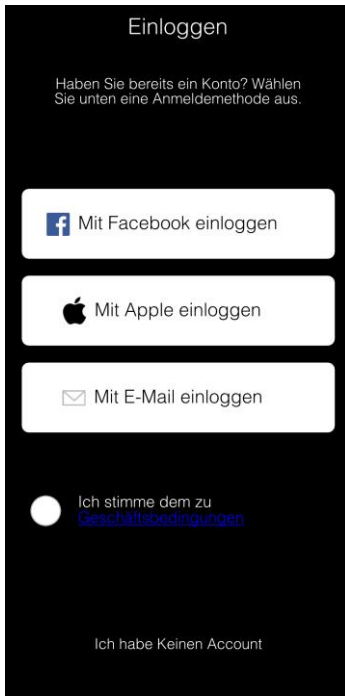 Einloggen
Haben Sie bereits ein Konto? Wählen
Sie unten eine Anmeldemethode aus.
Mit Facebook einloggen
Mit Apple einloggen
Mit E-Mail einloggen
Ich stimme dem zu
Geschäftsbedingungen
Ich habe Keinen Account